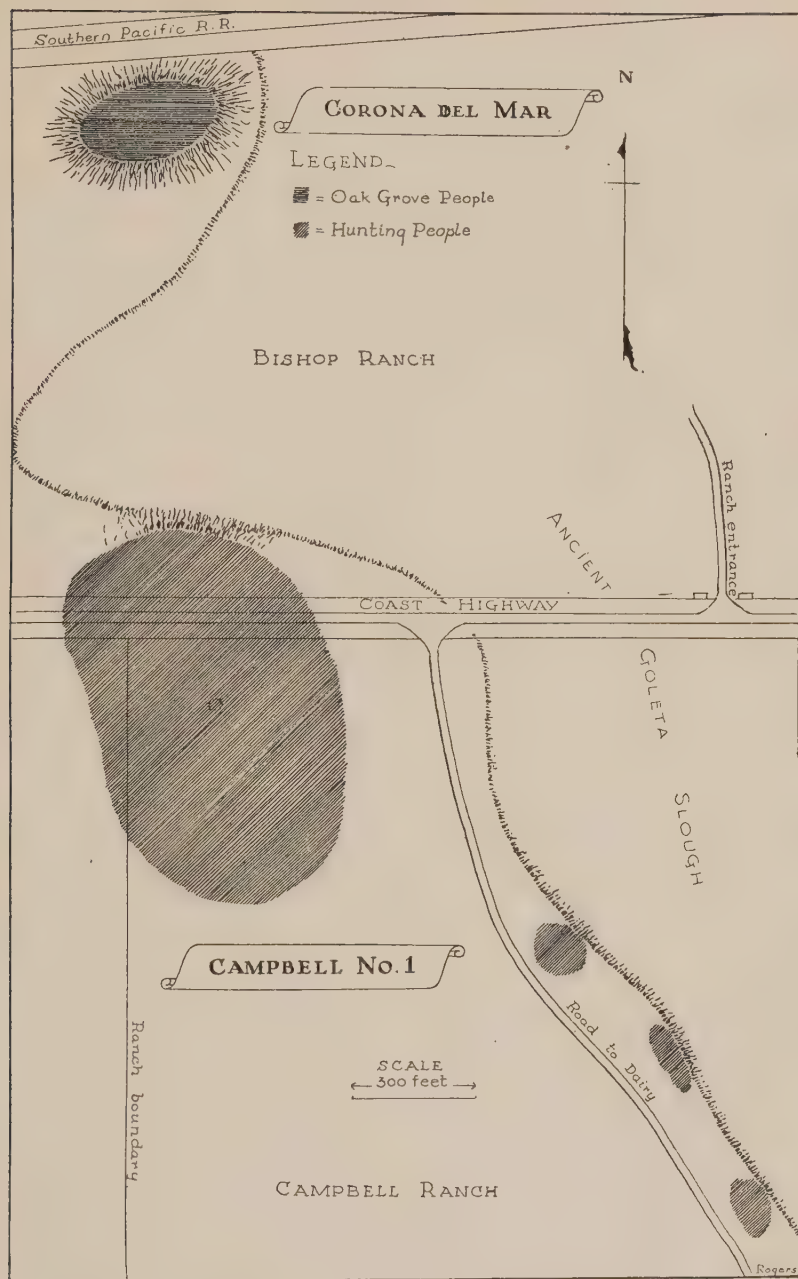 Southern Pacific R.R.
CORONA DEL MAR
N
LEGEND
= Oak Grove People
= Hunting People
BISHOP RANCH
Ranch entrance
ANCIENT
COAST HIGHWAY
GOLETA
SLOUGH
CAMPBELL No. 1
Road to Dairy
Ranch boundary
SCALE
300 feet
CAMPBELL RANCH
Rogers